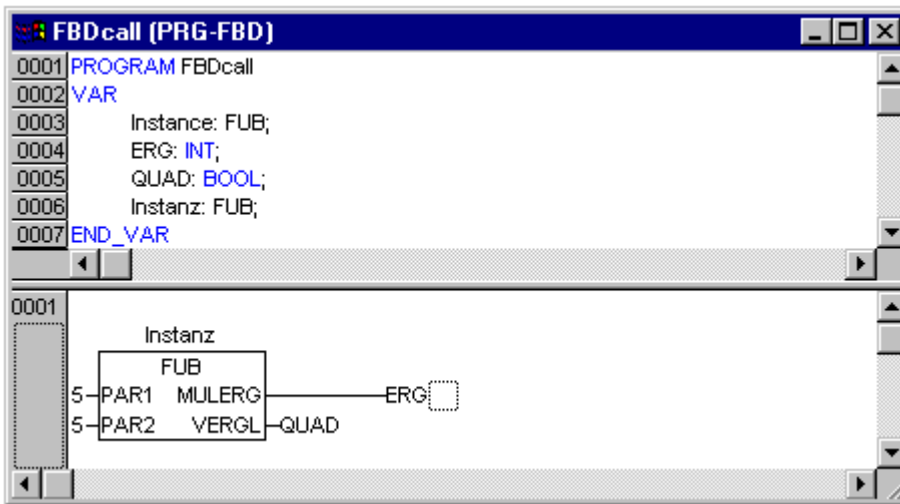 FBDcall (PRG-FBD)
0001 PROGRAM FBDcall
0002 VAR
0003 Instance: FUB;
0004 ERG: INT;
0005 QUAD: BOOL;
0006 Instanz: FUB;
0007 END_VAR
0001
Instanz
FUB
5 PAR1 MULERG ERG
5 PAR2 VERGL QUAD